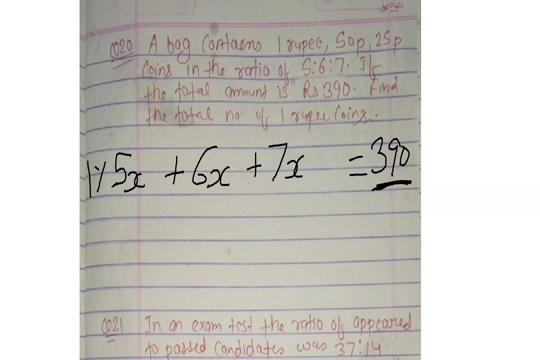 Q20 A bag contains 1 rupee, 50p, 25p
Coins in the ratio of 5:6:7. If
the total amount is Rs 390. Find
the total no. of 1 rupee Coins.
5x + 6x + 7x = 390
Q21 In an exam test the ratio of appeared
to passed candidates was 37:14